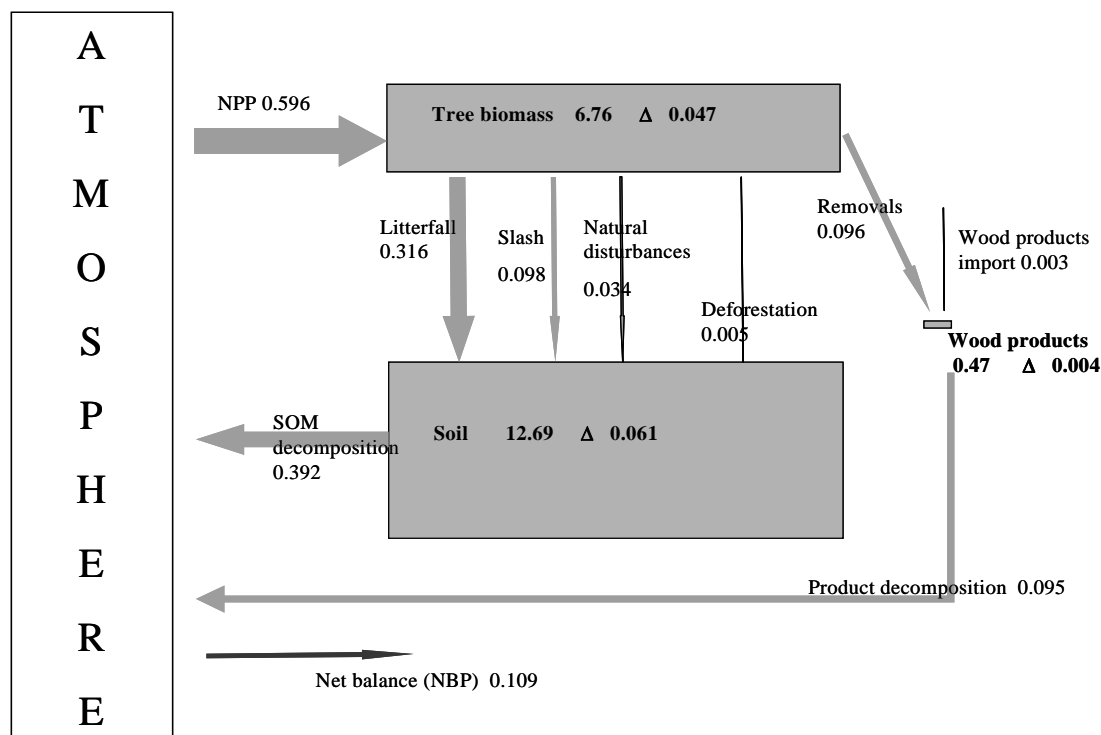 A
T
M
O
S
P
H
E
R
E
NPP 0.596
Tree biomass 6.76 Δ 0.047
Litterfall
0.316
Slash
0.098
Natural
disturbances
0.034
Deforestation
0.005
Removals
0.096
Wood products
import 0.003
Wood products
0.47 Δ 0.004
SOM
decomposition
0.392
Soil 12.69 Δ 0.061
Product decomposition 0.095
Net balance (NBP) 0.109